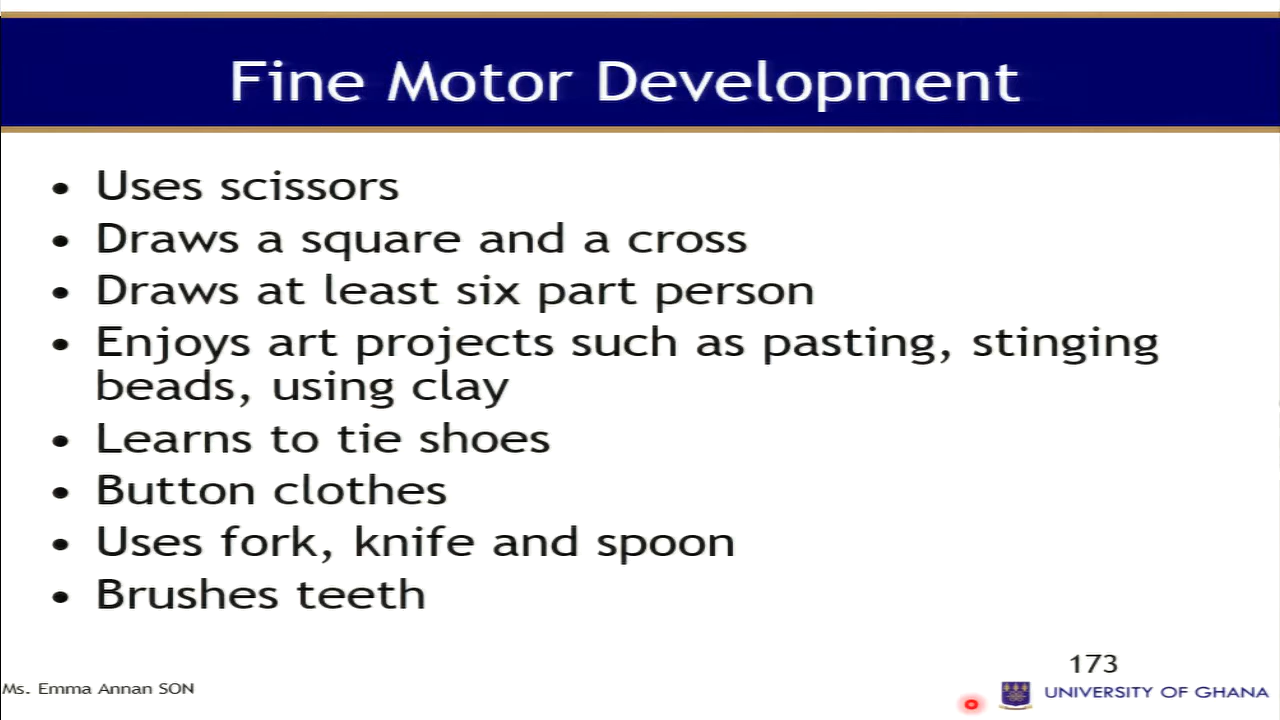 Fine Motor Development
• Uses scissors
• Draws a square and a cross
• Draws at least six part person
• Enjoys art projects such as pasting, stinging
beads, using clay
• Learns to tie shoes
• Button clothes
• Uses fork, knife and spoon
• Brushes teeth
173
Ms. Emma Annan SON
UNIVERSITY OF GHANA